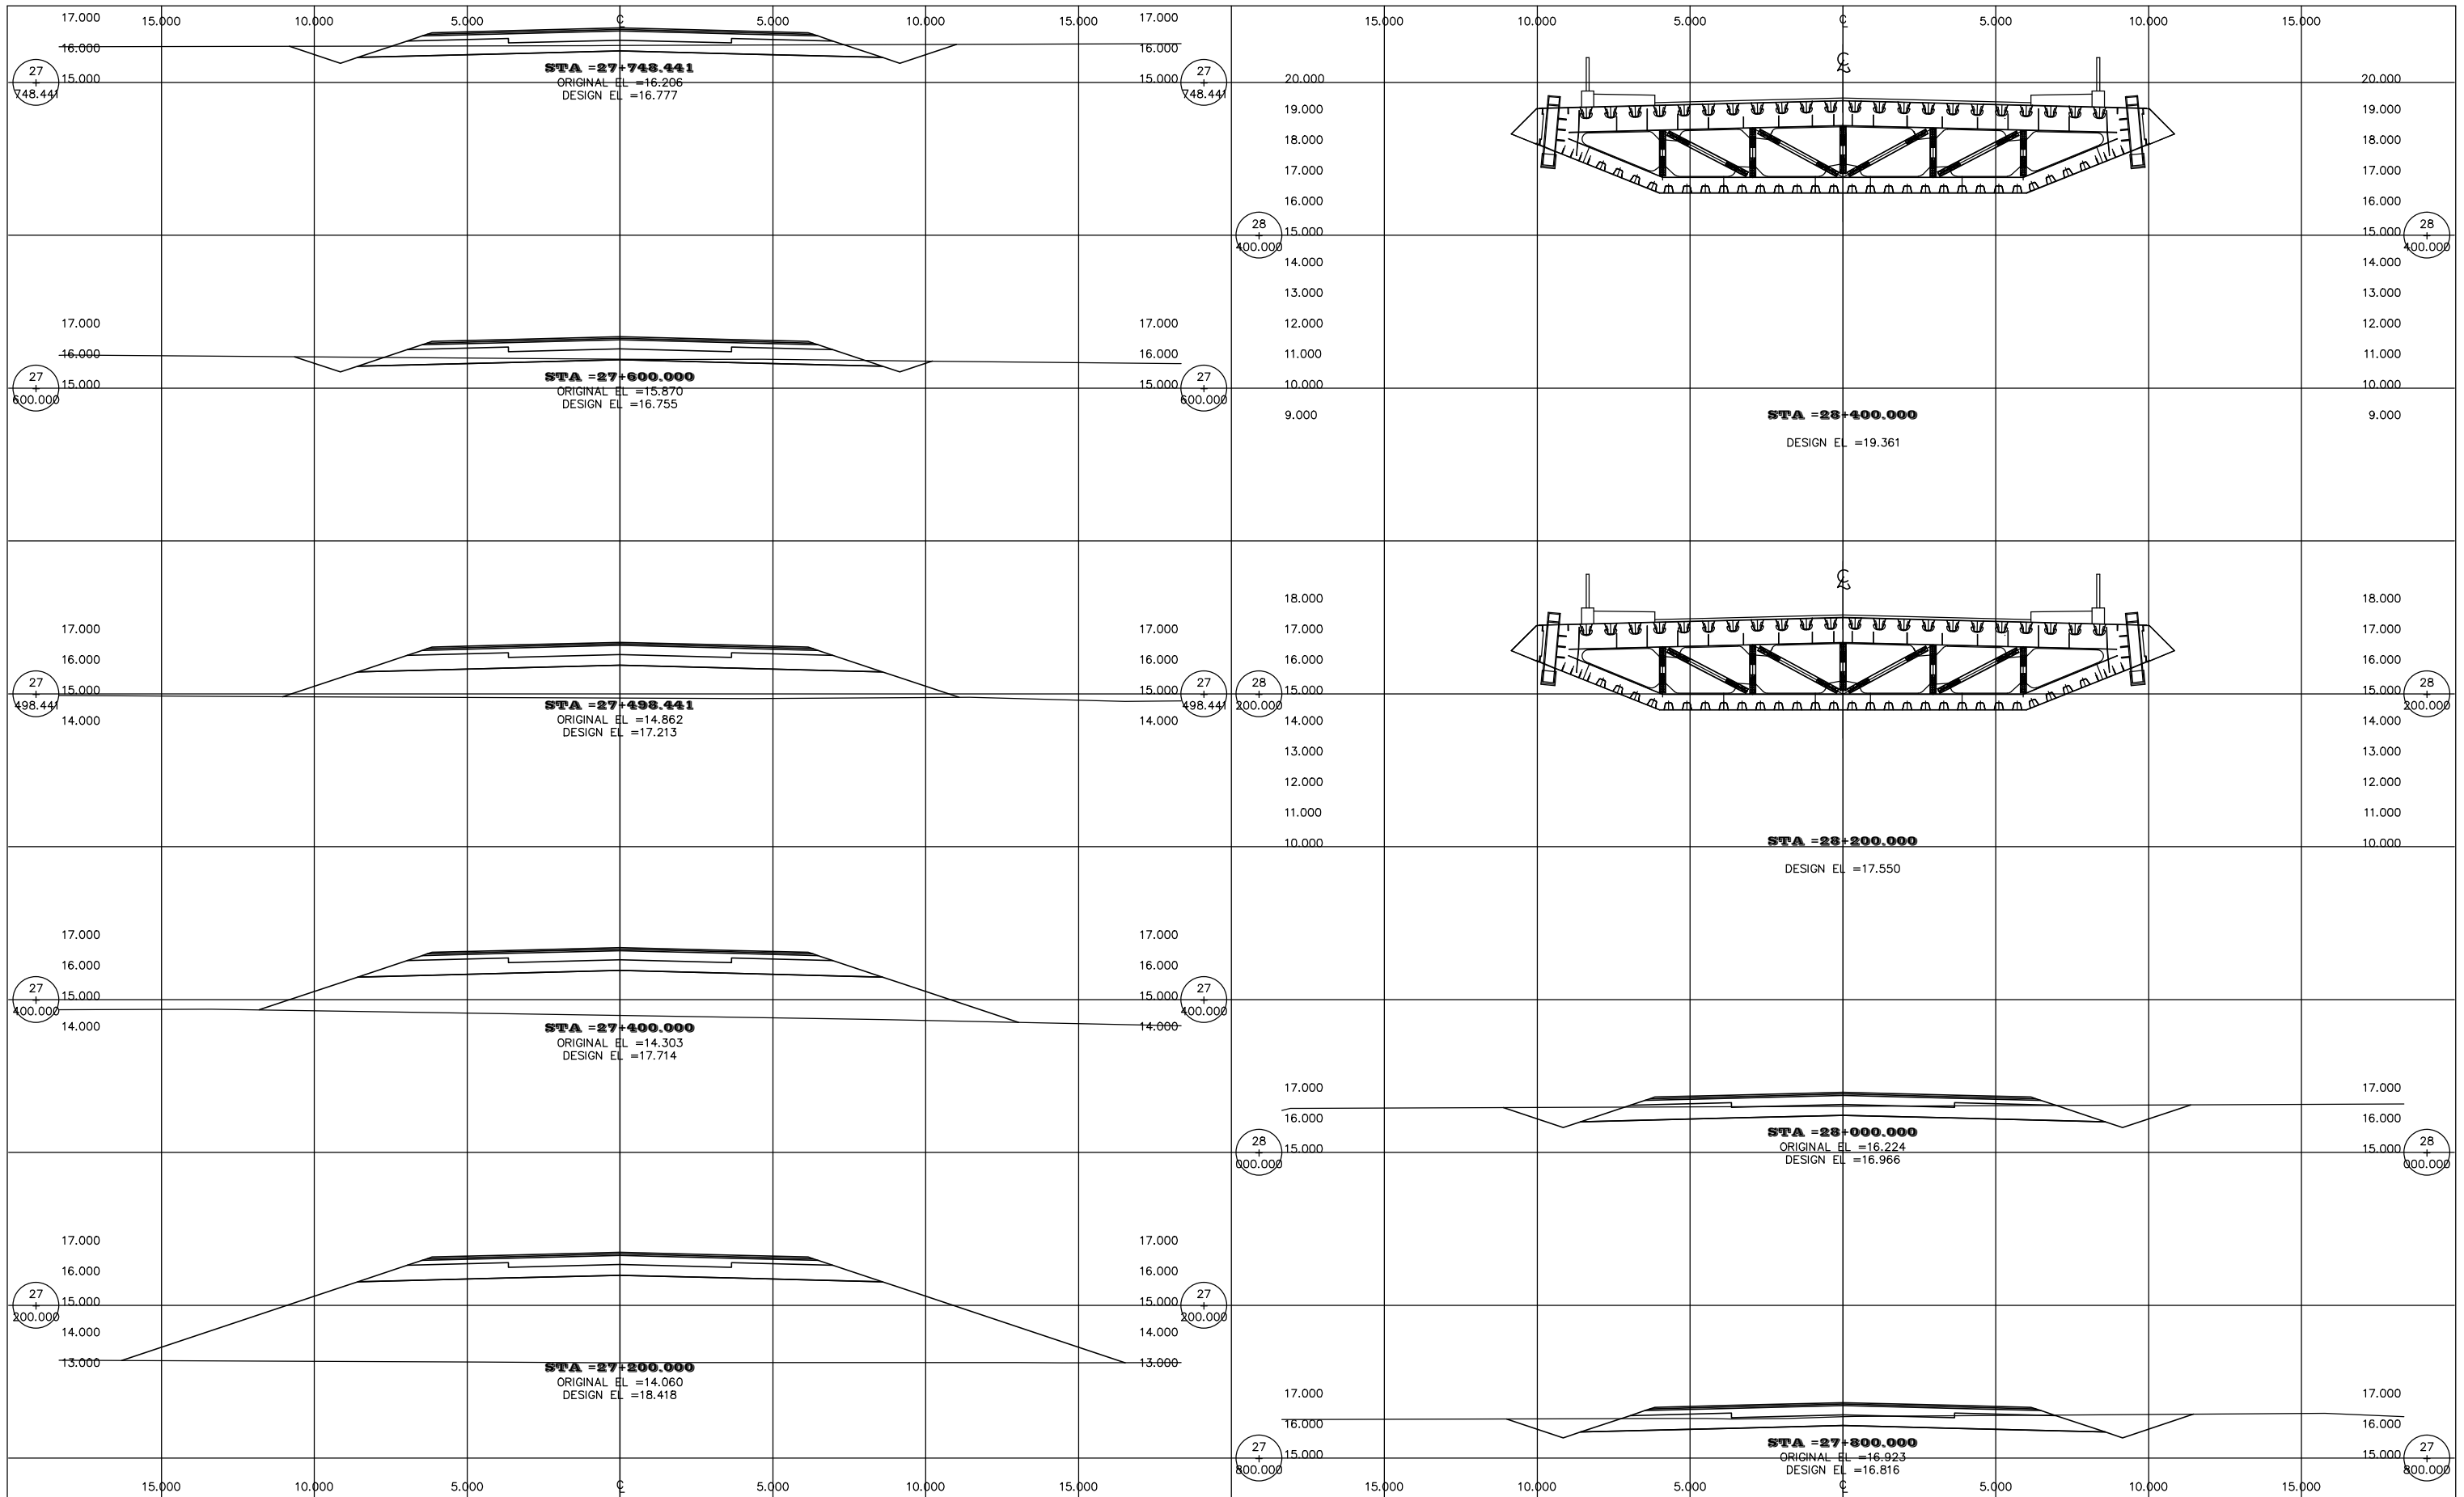 17.000 15.000 10.000 5.000 ℄ 5.000 10.000 15.000 17.000
16.000 16.000
27 + 748.441 15.000 15.000 27 + 748.441
STA =27+748.441
ORIGINAL EL =16.206
DESIGN EL =16.777
17.000 17.000
16.000 16.000
27 + 600.000 15.000 15.000 27 + 600.000
STA =27+600.000
ORIGINAL EL =15.870
DESIGN EL =16.755
17.000 17.000
16.000 16.000
27 + 498.441 15.000 15.000 27 + 498.441
14.000 14.000
STA =27+498.441
ORIGINAL EL =14.862
DESIGN EL =17.213
17.000 17.000
16.000 16.000
27 + 400.000 15.000 15.000 27 + 400.000
14.000 14.000
STA =27+400.000
ORIGINAL EL =14.303
DESIGN EL =17.714
17.000 17.000
16.000 16.000
27 + 200.000 15.000 15.000 27 + 200.000
14.000 14.000
13.000 13.000
STA =27+200.000
ORIGINAL EL =14.060
DESIGN EL =18.418
15.000 10.000 5.000 ℄ 5.000 10.000 15.000
15.000 10.000 5.000 ℄ 5.000 10.000 15.000
℄
20.000 20.000
19.000 19.000
18.000 18.000
17.000 17.000
16.000 16.000
28 + 400.000 15.000 15.000 28 + 400.000
14.000 14.000
13.000 13.000
12.000 12.000
11.000 11.000
10.000 10.000
9.000 9.000
STA =28+400.000
DESIGN EL =19.361
℄
18.000 18.000
17.000 17.000
16.000 16.000
28 + 200.000 15.000 15.000 28 + 200.000
14.000 14.000
13.000 13.000
12.000 12.000
11.000 11.000
10.000 10.000
STA =28+200.000
DESIGN EL =17.550
17.000 17.000
16.000 16.000
28 + 000.000 15.000 15.000 28 + 000.000
STA =28+000.000
ORIGINAL EL =16.224
DESIGN EL =16.966
17.000 17.000
16.000 16.000
27 + 800.000 15.000 15.000 27 + 800.000
STA =27+800.000
ORIGINAL EL =16.923
DESIGN EL =16.816
15.000 10.000 5.000 ℄ 5.000 10.000 15.000